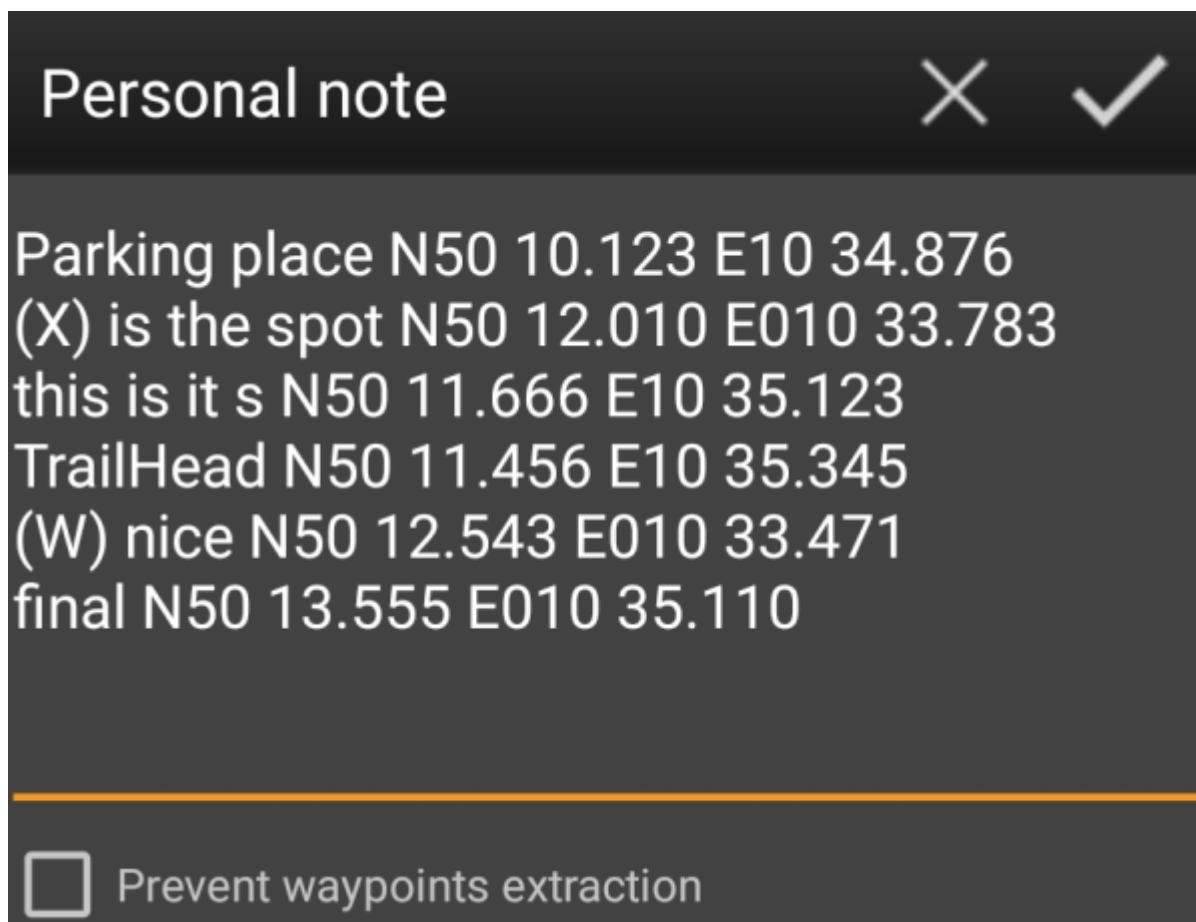 Personal note
Parking place N50 10.123 E10 34.876
(X) is the spot N50 12.010 E010 33.783
this is it s N50 11.666 E10 35.123
TrailHead N50 11.456 E10 35.345
(W) nice N50 12.543 E010 33.471
final N50 13.555 E010 35.110
Prevent waypoints extraction